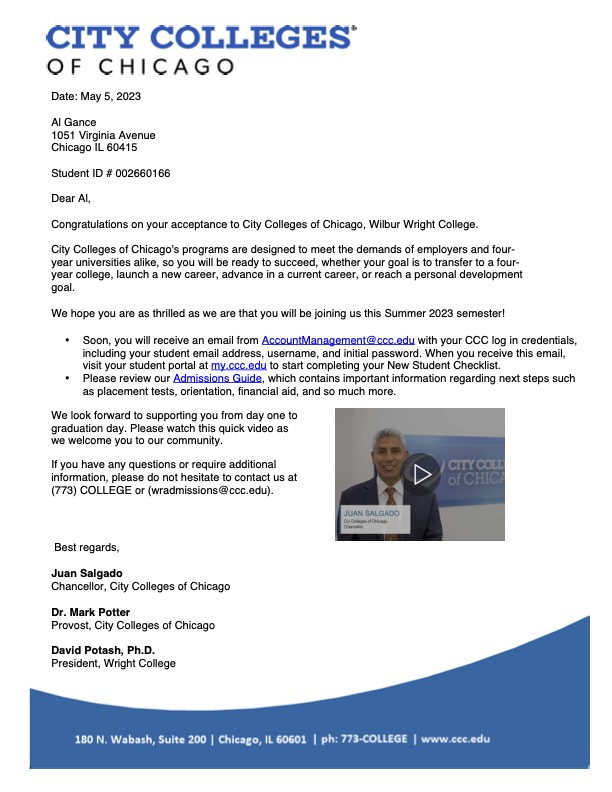 CITY COLLEGES®
OF CHICAGO
Date: May 5, 2023
Al Gance
1051 Virginia Avenue
Chicago IL 60415
Student ID # 002660166
Dear Al,
Congratulations on your acceptance to City Colleges of Chicago, Wilbur Wright College.
City Colleges of Chicago's programs are designed to meet the demands of employers and four-
year universities alike, so you will be ready to succeed, whether your goal is to transfer to a four-
year college, launch a new career, advance in a current career, or reach a personal development
goal.
We hope you are as thrilled as we are that you will be joining us this Summer 2023 semester!
• Soon, you will receive an email from AccountManagement@ccc.edu with your CCC log in credentials,
including your student email address, username, and initial password. When you receive this email,
visit your student portal at my.ccc.edu to start completing your New Student Checklist.
• Please review our Admissions Guide, which contains important information regarding next steps such
as placement tests, orientation, financial aid, and so much more.
We look forward to supporting you from day one to
graduation day. Please watch this quick video as
we welcome you to our community.
If you have any questions or require additional
information, please do not hesitate to contact us at
(773) COLLEGE or (wradmissions@ccc.edu).
CITY COLL
of CHICA
JUAN SALGADO
City Colleges of Chicago
Chancellor
Best regards,
Juan Salgado
Chancellor, City Colleges of Chicago
Dr. Mark Potter
Provost, City Colleges of Chicago
David Potash, Ph.D.
President, Wright College
180 N. Wabash, Suite 200 | Chicago, IL 60601 | ph: 773-COLLEGE | www.ccc.edu